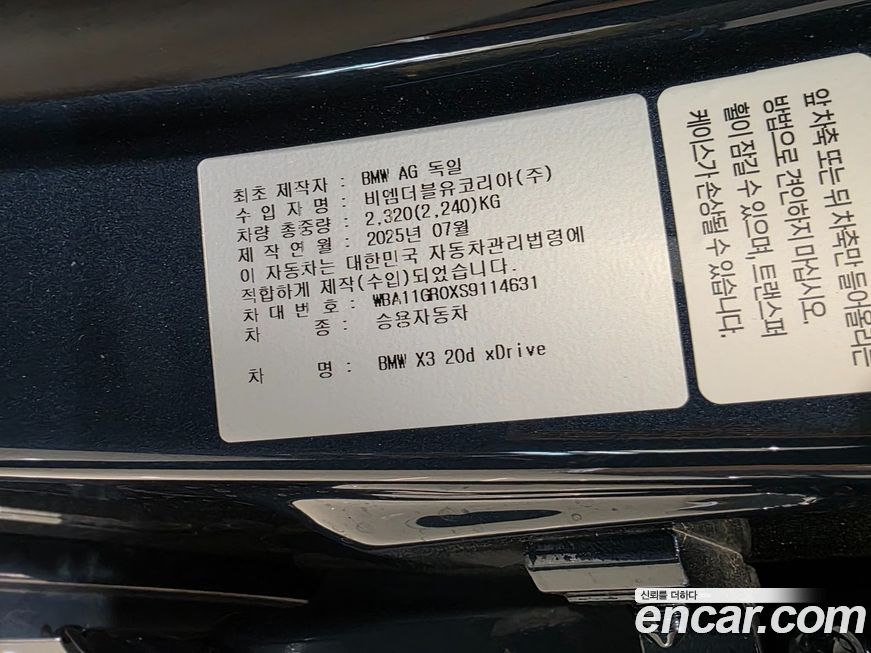 최초 제작자 : BMW AG 독일
수 입 자 명 : 비엠더블유코리아(주)
차량 총중량 : 2,320(2,240)KG
제 작 연 월 : 2025년 07월
이 자동차는 대한민국 자동차관리법령에
적합하게 제작(수입)되었습니다.
차 대 번 호 : WBA11GR0XS9114631
차 종 : 승용자동차
차 명 : BMW X3 20d xDrive
앞 차축 또는 뒤 차축만 들어올리는
방법으로 견인하지 마십시오.
휠이 잠길 수 있으며, 트랜스퍼
케이스가 손상될 수 있습니다.
신뢰를 더하다
encar.com